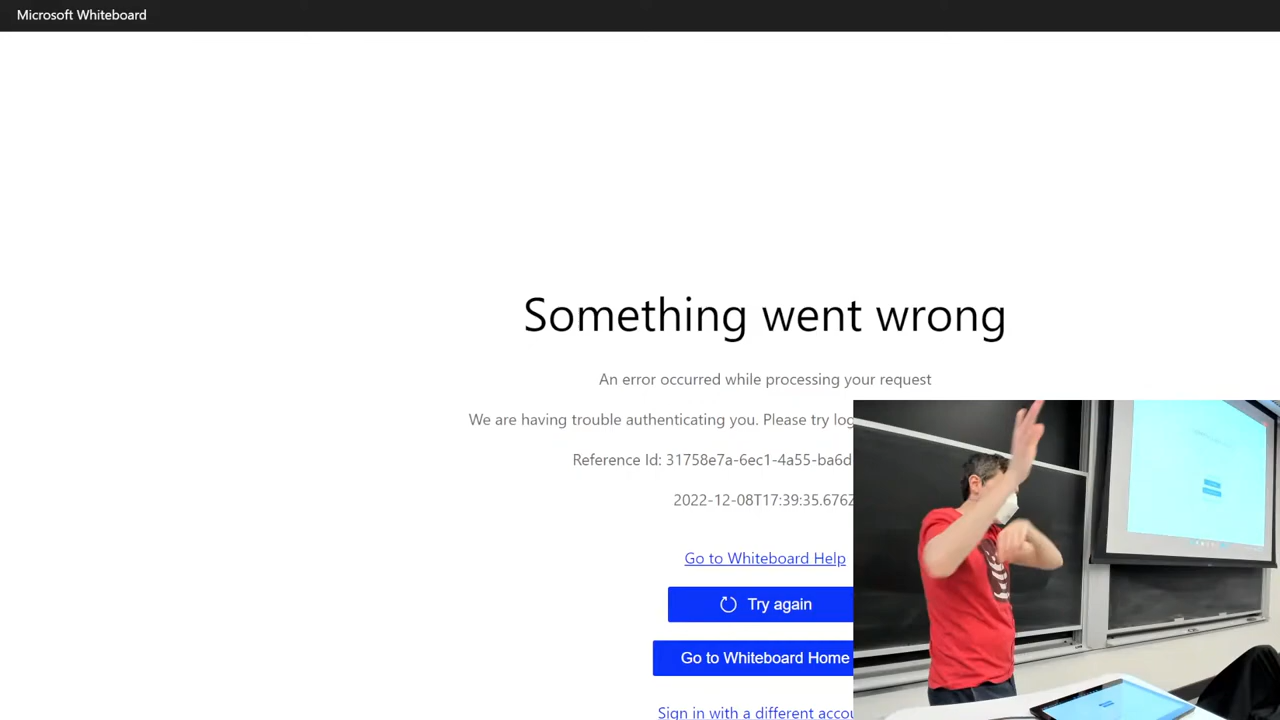 Microsoft Whiteboard
Something went wrong
An error occurred while processing your request
We are having trouble authenticating you. Please try
Reference Id: 31758e7a-6ec1-4a55-ba6d
2022-12-08T17:39:35.676Z
Go to Whiteboard Help
Try again
Go to Whiteboard Home
Sign in with a different